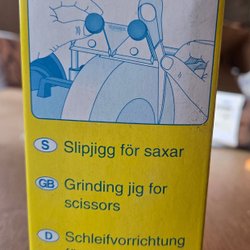 S Slipjigg för saxar
GB Grinding jig for
scissors
D Schleifvorrichtung